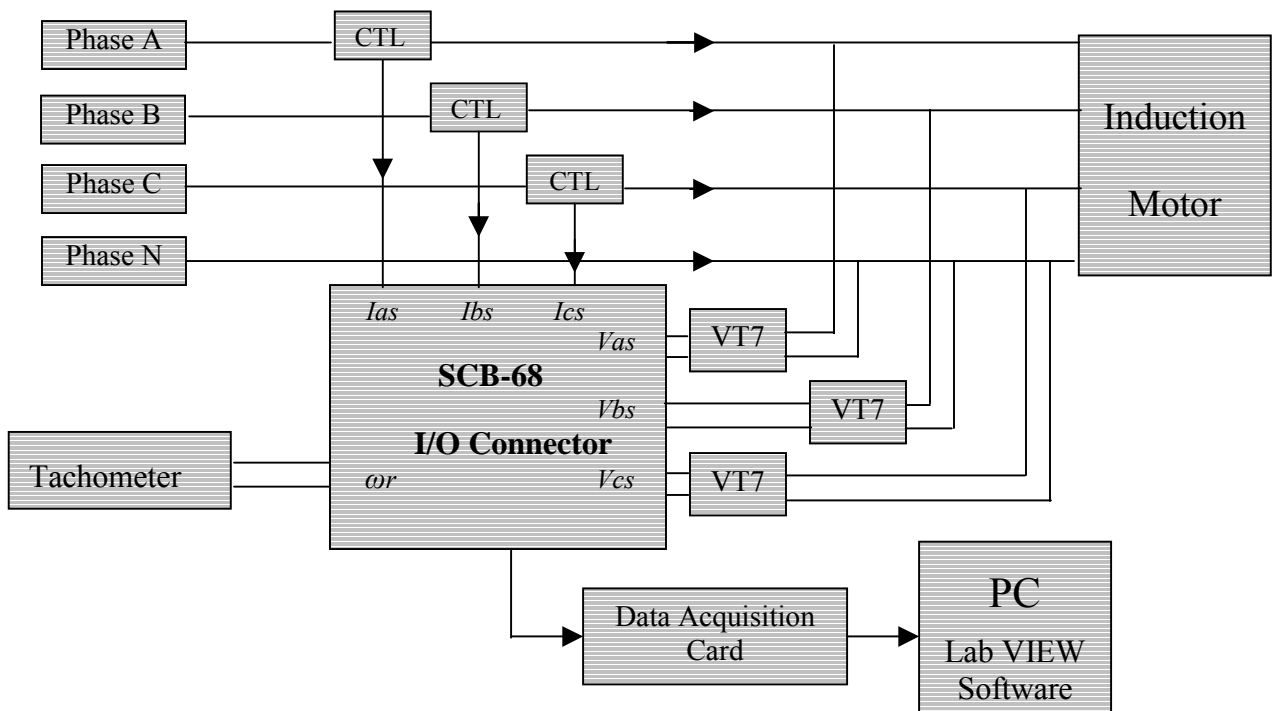 Phase A
CTL
Phase B
CTL
Phase C
CTL
Phase N
Induction
Motor
Ias
Ibs
Ics
Vas
VT7
SCB-68
Vbs
VT7
I/O Connector
Tachometer
ωr
Vcs
VT7
Data Acquisition
Card
PC
Lab VIEW
Software